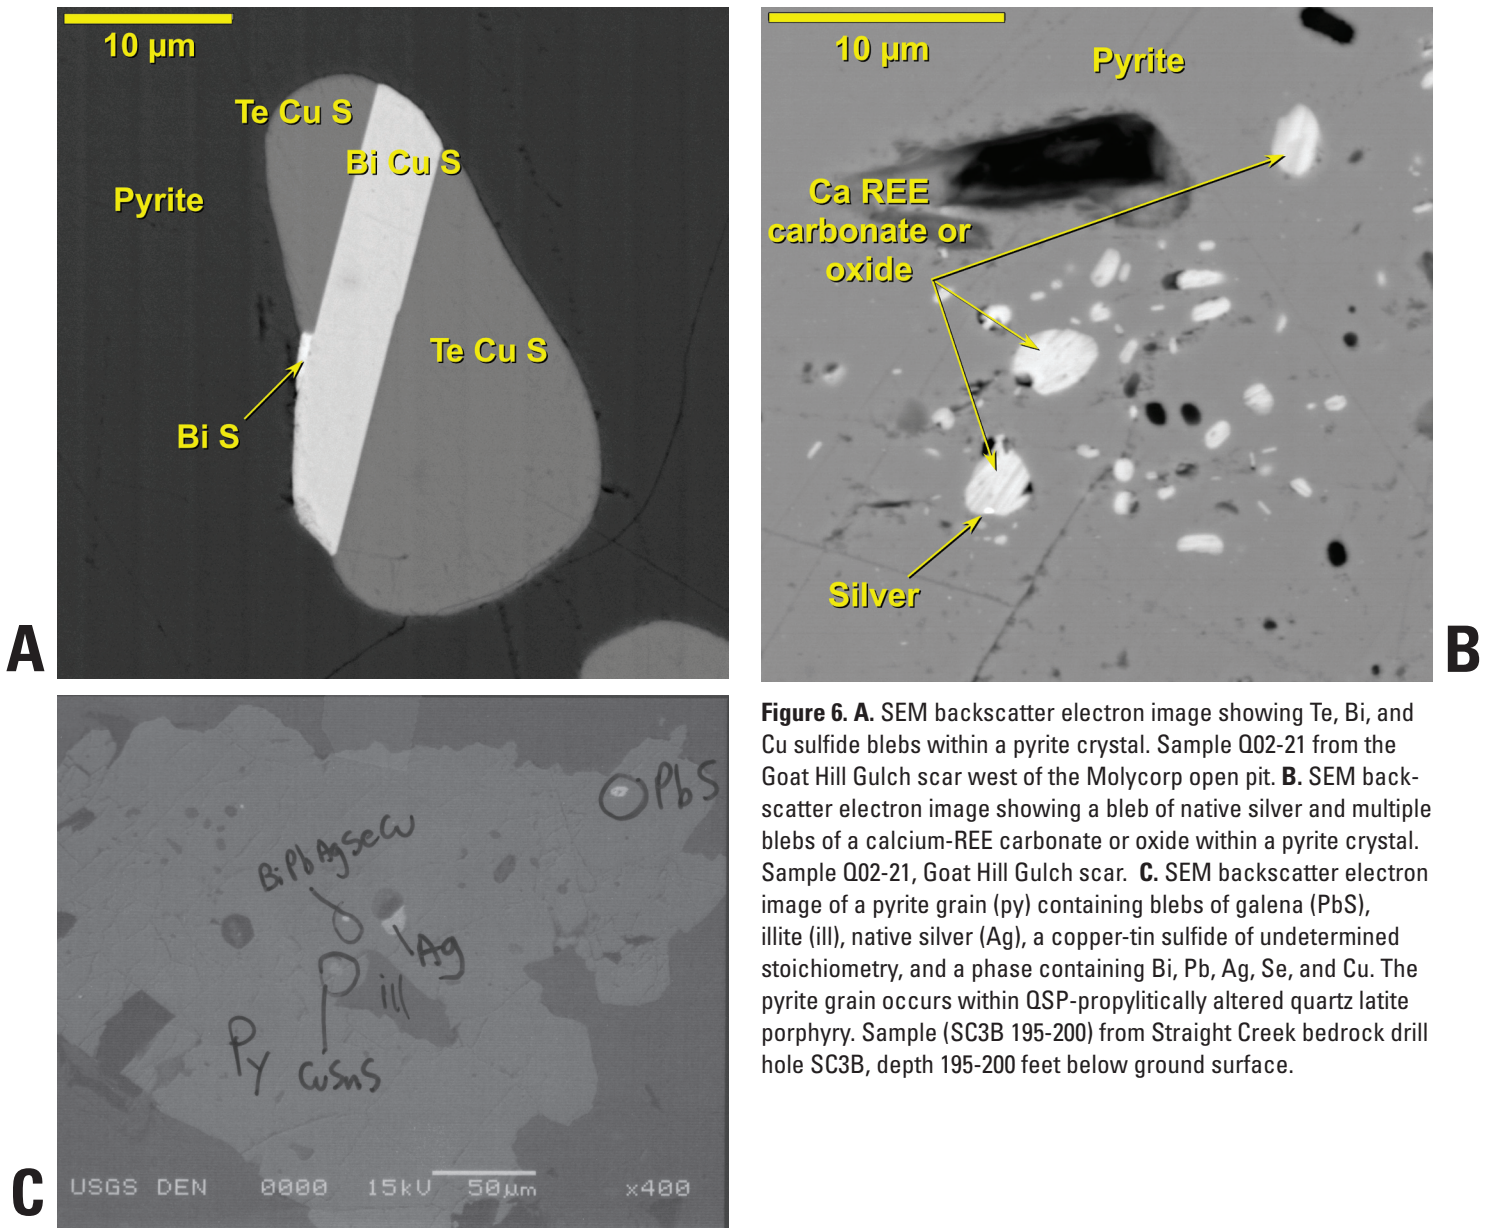 10 µm
Te Cu S
Bi Cu S
Pyrite
Te Cu S
Bi S
A
10 µm
Pyrite
Ca REE
carbonate or
oxide
Silver
B
PbS
BiPbAgSeCu
Ag
ill
Py
CuSnS
USGS DEN 0000 15kV 50µm x400
C
Figure 6. A. SEM backscatter electron image showing Te, Bi, and
Cu sulfide blebs within a pyrite crystal. Sample Q02-21 from the
Goat Hill Gulch scar west of the Molycorp open pit. B. SEM back-
scatter electron image showing a bleb of native silver and multiple
blebs of a calcium-REE carbonate or oxide within a pyrite crystal.
Sample Q02-21, Goat Hill Gulch scar. C. SEM backscatter electron
image of a pyrite grain (py) containing blebs of galena (PbS),
illite (ill), native silver (Ag), a copper-tin sulfide of undetermined
stoichiometry, and a phase containing Bi, Pb, Ag, Se, and Cu. The
pyrite grain occurs within QSP-propylitically altered quartz latite
porphyry. Sample (SC3B 195-200) from Straight Creek bedrock drill
hole SC3B, depth 195-200 feet below ground surface.